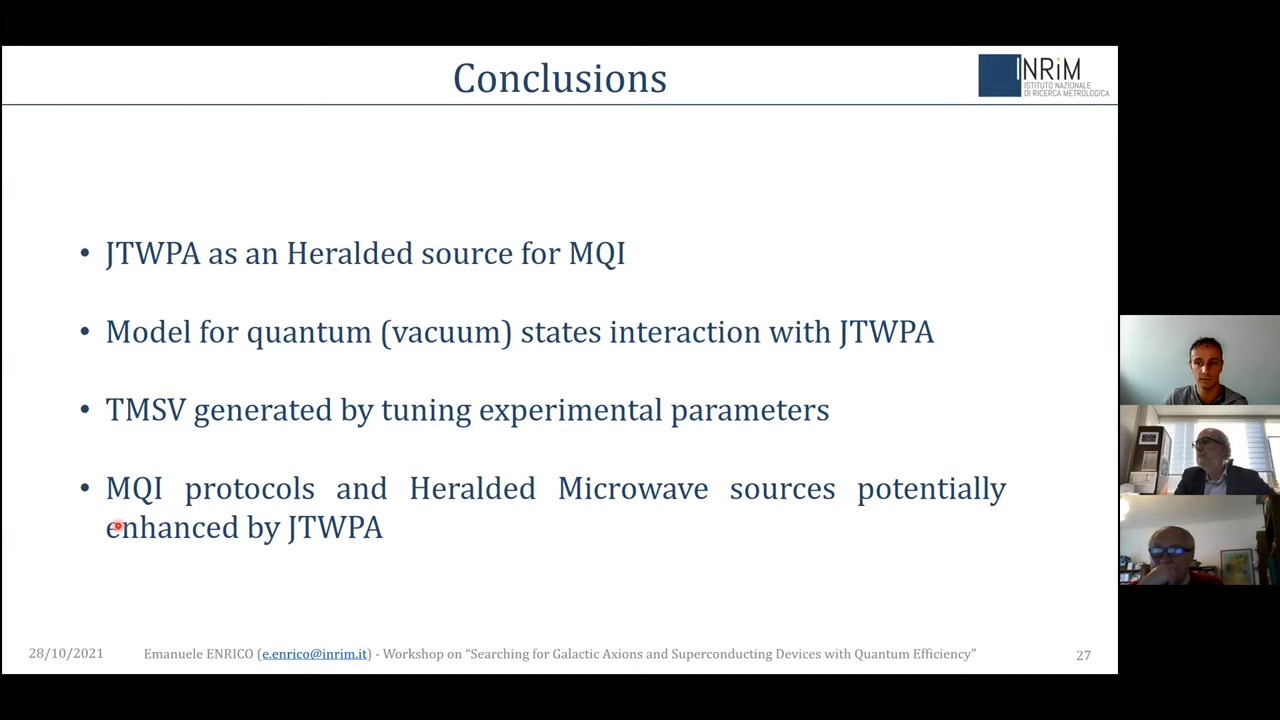 Conclusions
INRiM
ISTITUTO NAZIONALE
DI RICERCA METROLOGICA
• JTWPA as an Heralded source for MQI
• Model for quantum (vacuum) states interaction with JTWPA
• TMSV generated by tuning experimental parameters
• MQI protocols and Heralded Microwave sources potentially
enhanced by JTWPA
28/10/2021 Emanuele ENRICO (e.enrico@inrim.it) - Workshop on “Searching for Galactic Axions and Superconducting Devices with Quantum Efficiency” 27